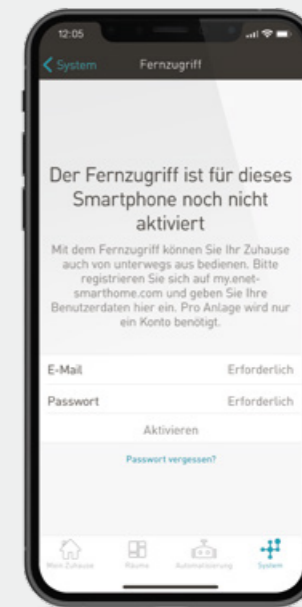 12:05
System Fernzugriff
Der Fernzugriff ist für dieses
Smartphone noch nicht
aktiviert
Mit dem Fernzugriff können Sie Ihr Zuhause
auch von unterwegs aus bedienen. Bitte
registrieren Sie sich auf my.enet-
smarthome.com und geben Sie Ihre
Benutzerdaten hier ein. Pro Anlage wird nur
ein Konto benötigt.
E-Mail Erforderlich
Passwort Erforderlich
Aktivieren
Passwort vergessen?
Mein Zuhause Räume Automatisierung System